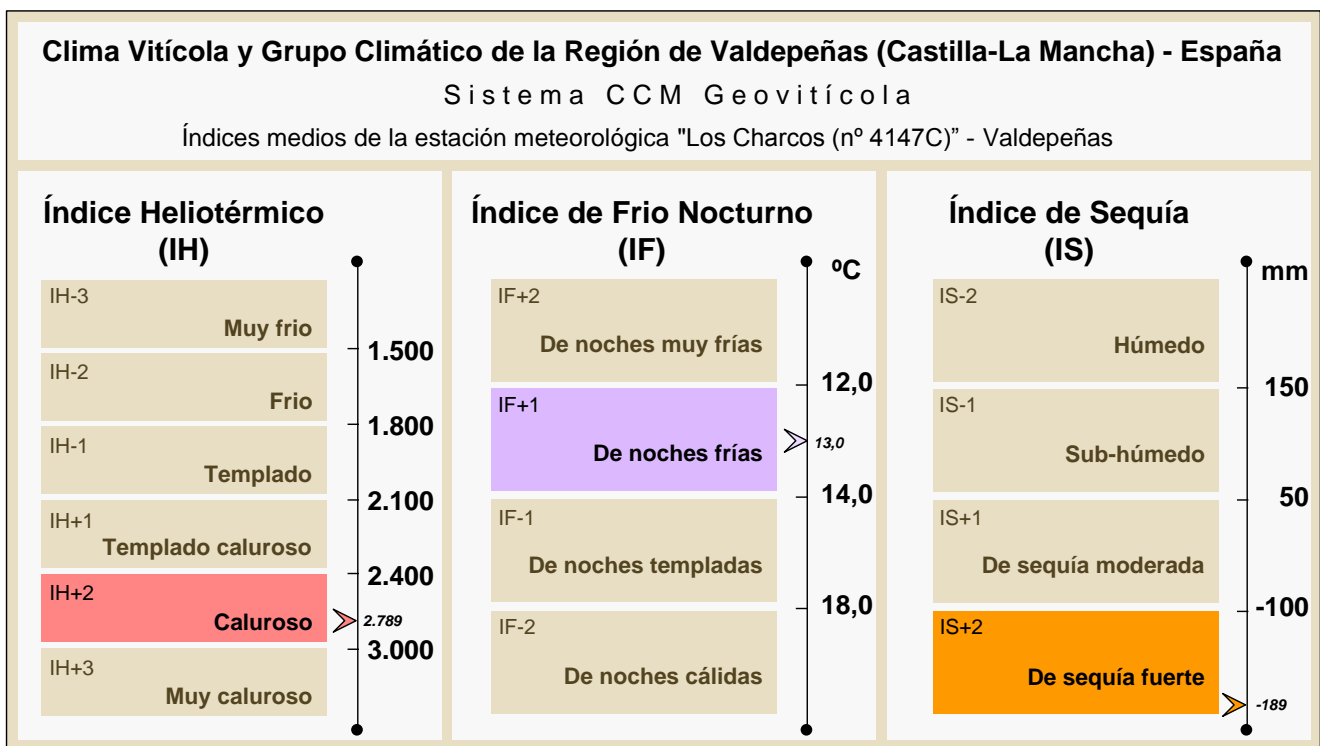 Clima Vitícola y Grupo Climático de la Región de Valdepeñas (Castilla-La Mancha) - España
Sistema CCM Geovitícola
Índices medios de la estación meteorológica "Los Charcos (nº 4147C)” - Valdepeñas
Índice Heliotérmico
(IH)
IH-3
Muy frio
1.500
IH-2
Frio
1.800
IH-1
Templado
2.100
IH+1
Templado caluroso
2.400
IH+2
Caluroso
2.789
3.000
IH+3
Muy caluroso
Índice de Frio Nocturno
(IF)
ºC
IF+2
De noches muy frías
12,0
IF+1
De noches frías
13,0
14,0
IF-1
De noches templadas
18,0
IF-2
De noches cálidas
Índice de Sequía
(IS)
mm
IS-2
Húmedo
150
IS-1
Sub-húmedo
50
IS+1
De sequía moderada
-100
IS+2
De sequía fuerte
-189